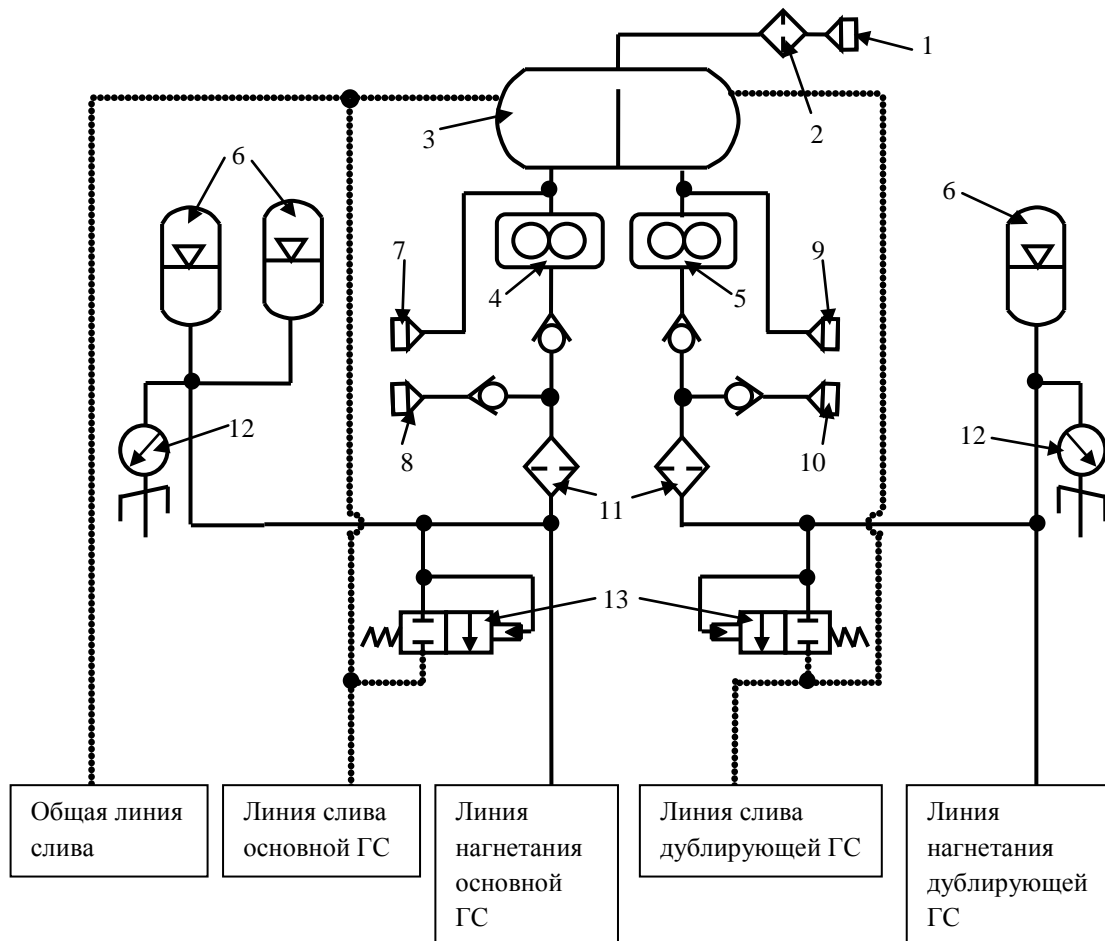 1
2
3
6
6
7
4
5
9
12
12
8
10
11
13
Общая линия
слива
Линия слива
основной ГС
Линия
нагнетания
основной
ГС
Линия слива
дублирующей ГС
Линия
нагнетания
дублирующей
ГС